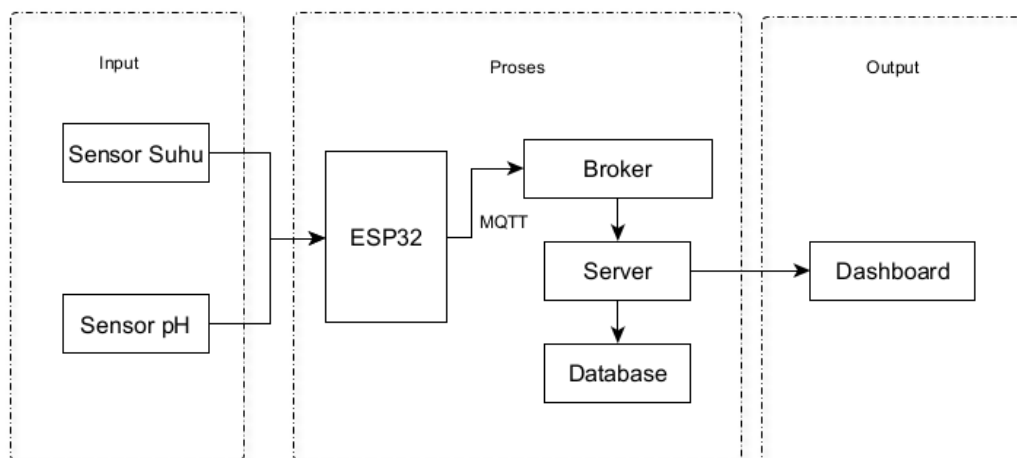 Input
Proses
Output
Sensor Suhu
Sensor pH
ESP32
MQTT
Broker
Server
Database
Dashboard